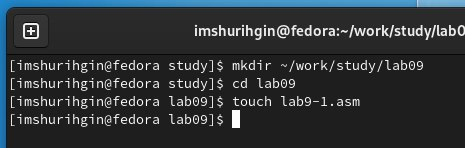 imshurihgin@fedora:~/work/study/lab0
[imshurihgin@fedora study]$ mkdir ~/work/study/lab09
[imshurihgin@fedora study]$ cd lab09
[imshurihgin@fedora lab09]$ touch lab9-1.asm
[imshurihgin@fedora lab09]$